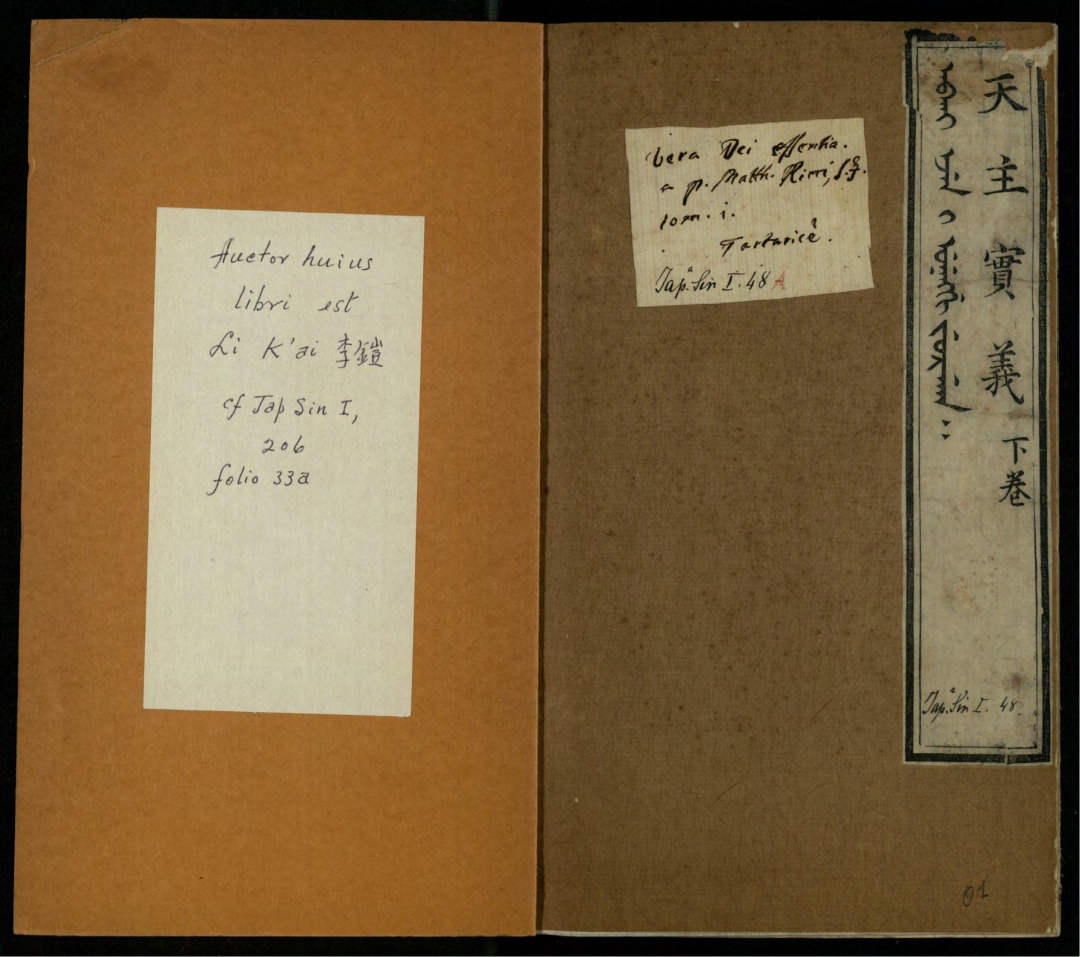 Auctor huius
libri est
Li K'ai 李鎧
cf Jap Sin I,
206
folio 33a
Vera Dei essentia.
a p. Matth. Ricci, S.J.
tom. i.
Tartaricè.
Jap. Sin I. 48 A
天主實義 下卷
Jap. Sin I. 48.
01